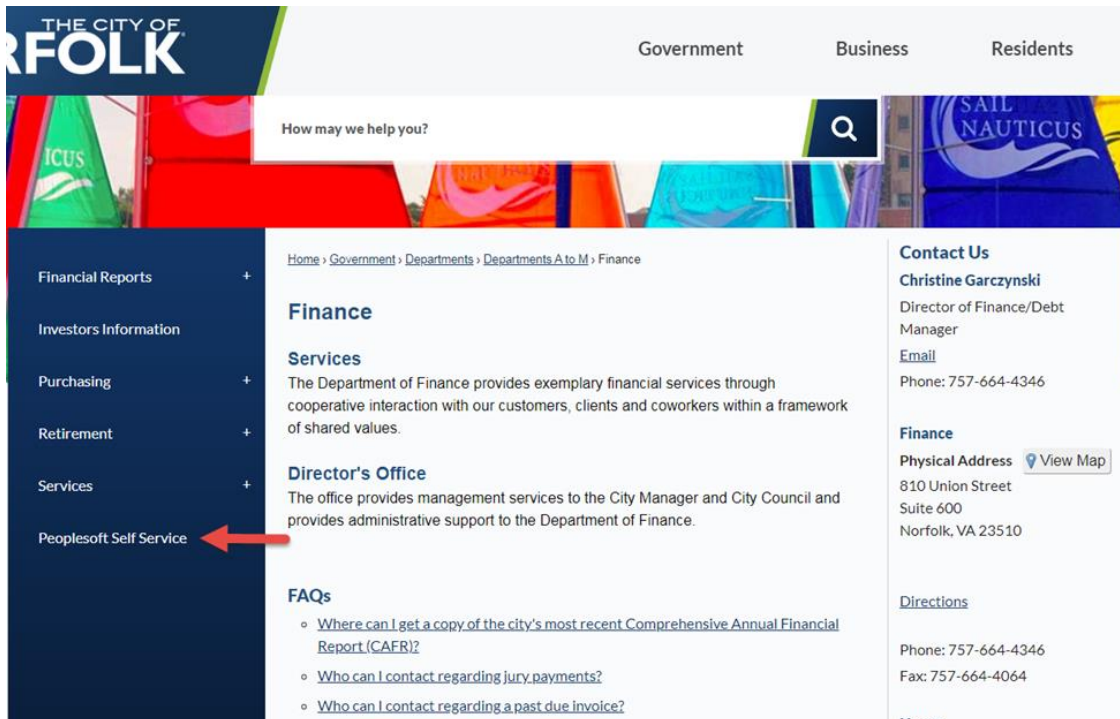 THE CITY OF
RFOLK
Government
Business
Residents
How may we help you?
ICUS
SAIL
NAUTICUS
Financial Reports +
Investors Information
Purchasing +
Retirement +
Services +
Peoplesoft Self Service
Home › Government › Departments › Departments A to M › Finance
Finance
Services
The Department of Finance provides exemplary financial services through
cooperative interaction with our customers, clients and coworkers within a framework
of shared values.
Director's Office
The office provides management services to the City Manager and City Council and
provides administrative support to the Department of Finance.
FAQs
Where can I get a copy of the city's most recent Comprehensive Annual Financial
Report (CAFR)?
Who can I contact regarding jury payments?
Who can I contact regarding a past due invoice?
Contact Us
Christine Garczynski
Director of Finance/Debt
Manager
Email
Phone: 757-664-4346
Finance
Physical Address View Map
810 Union Street
Suite 600
Norfolk, VA 23510
Directions
Phone: 757-664-4346
Fax: 757-664-4064